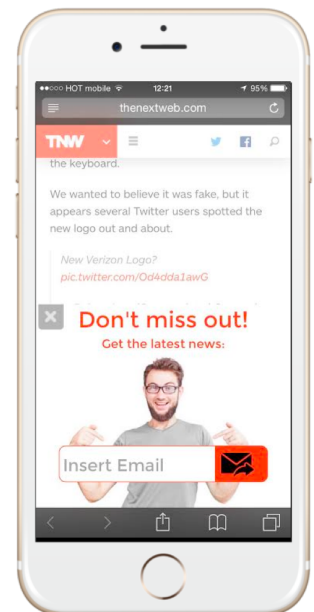 HOT mobile 12:21 95%
thenextweb.com
TNW
the keyboard.
We wanted to believe it was fake, but it
appears several Twitter users spotted the
new logo out and about.
New Verizon Logo?
pic.twitter.com/Od4dda1awG
Don't miss out!
Get the latest news:
Insert Email